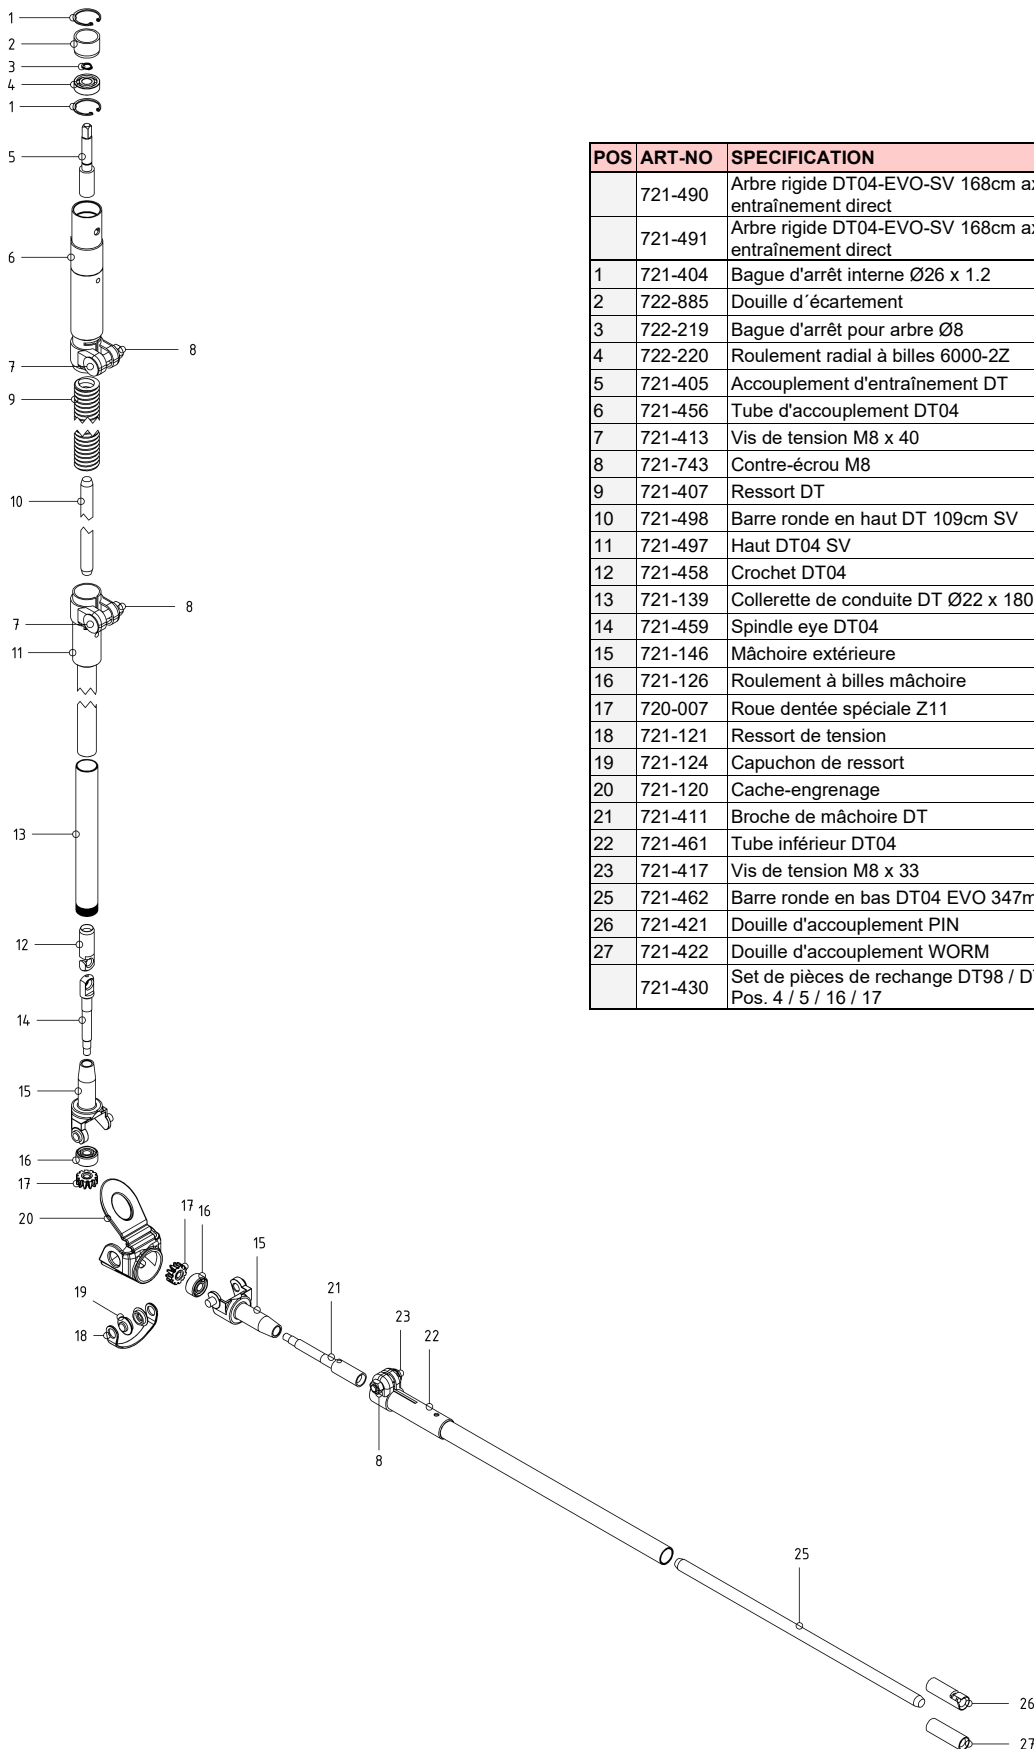 POS ART-NO SPECIFICATION
721-490 Arbre rigide DT04-EVO-SV 168cm
entraînement direct
721-491 Arbre rigide DT04-EVO-SV 168cm
entraînement direct
1 721-404 Bague d'arrêt interne Ø26 x 1.2
2 722-885 Douille d´écartement
3 722-219 Bague d'arrêt pour arbre Ø8
4 722-220 Roulement radial à billes 6000-2Z
5 721-405 Accouplement d'entraînement DT
6 721-456 Tube d'accouplement DT04
7 721-413 Vis de tension M8 x 40
8 721-743 Contre-écrou M8
9 721-407 Ressort DT
10 721-498 Barre ronde en haut DT 109cm SV
11 721-497 Haut DT04 SV
12 721-458 Crochet DT04
13 721-139 Collerette de conduite DT Ø22 x 180
14 721-459 Spindle eye DT04
15 721-146 Mâchoire extérieure
16 721-126 Roulement à billes mâchoire
17 720-007 Roue dentée spéciale Z11
18 721-121 Ressort de tension
19 721-124 Capuchon de ressort
20 721-120 Cache-engrenage
21 721-411 Broche de mâchoire DT
22 721-461 Tube inférieur DT04
23 721-417 Vis de tension M8 x 33
25 721-462 Barre ronde en bas DT04 EVO
26 721-421 Douille d'accouplement PIN
27 721-422 Douille d'accouplement WORM
721-430 Set de pièces de rechange DT98 /
Pos. 4 / 5 / 16 / 17
1
2
3
4
1
5
6
8
7
9
10
8
7
11
13
12
14
15
16
17
20
17
16
15
19
18
21
23
22
8
25
26
27